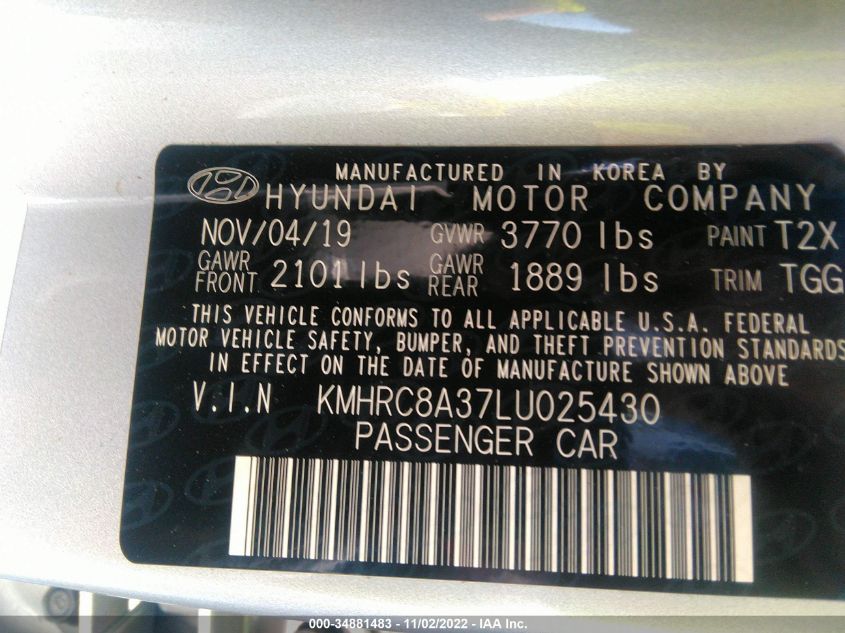 MANUFACTURED IN KOREA BY
HYUNDAI MOTOR COMPANY
NOV/04/19 GVWR 3770 lbs PAINT T2X
GAWR FRONT 2101 lbs GAWR REAR 1889 lbs TRIM TGG
THIS VEHICLE CONFORMS TO ALL APPLICABLE U.S.A. FEDERAL
MOTOR VEHICLE SAFETY, BUMPER, AND THEFT PREVENTION STANDARDS
IN EFFECT ON THE DATE OF MANUFACTURE SHOWN ABOVE
V.I.N KMHRC8A37LU025430
PASSENGER CAR
000-34881483 - 11/02/2022 - IAA Inc.